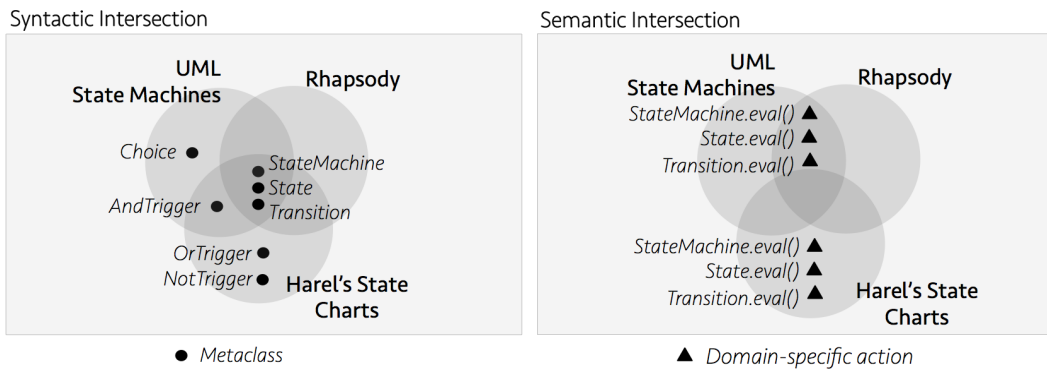 Syntactic Intersection
UML
State Machines
Rhapsody
Choice
StateMachine
State
AndTrigger
Transition
OrTrigger
NotTrigger
Harel's State
Charts
Metaclass
Semantic Intersection
UML
State Machines
Rhapsody
StateMachine.eval()
State.eval()
Transition.eval()
StateMachine.eval()
State.eval()
Transition.eval()
Harel's State
Charts
Domain-specific action